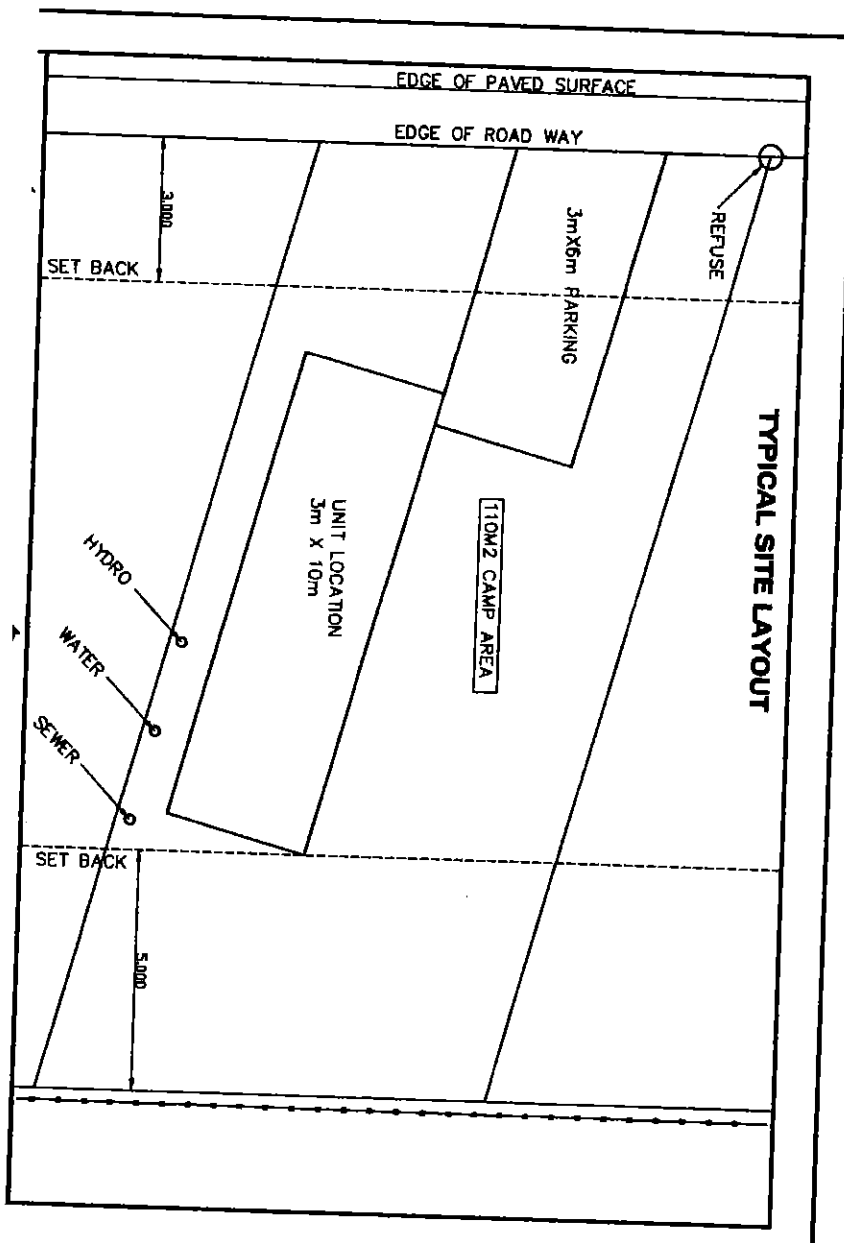 EDGE OF PAVED SURFACE
EDGE OF ROAD WAY
REFUSE
3.000
3mX6m PARKING
SET BACK
TYPICAL SITE LAYOUT
110M2 CAMP AREA
UNIT LOCATION
3m X 10m
HYDRO
WATER
SEWER
SET BACK
5.000